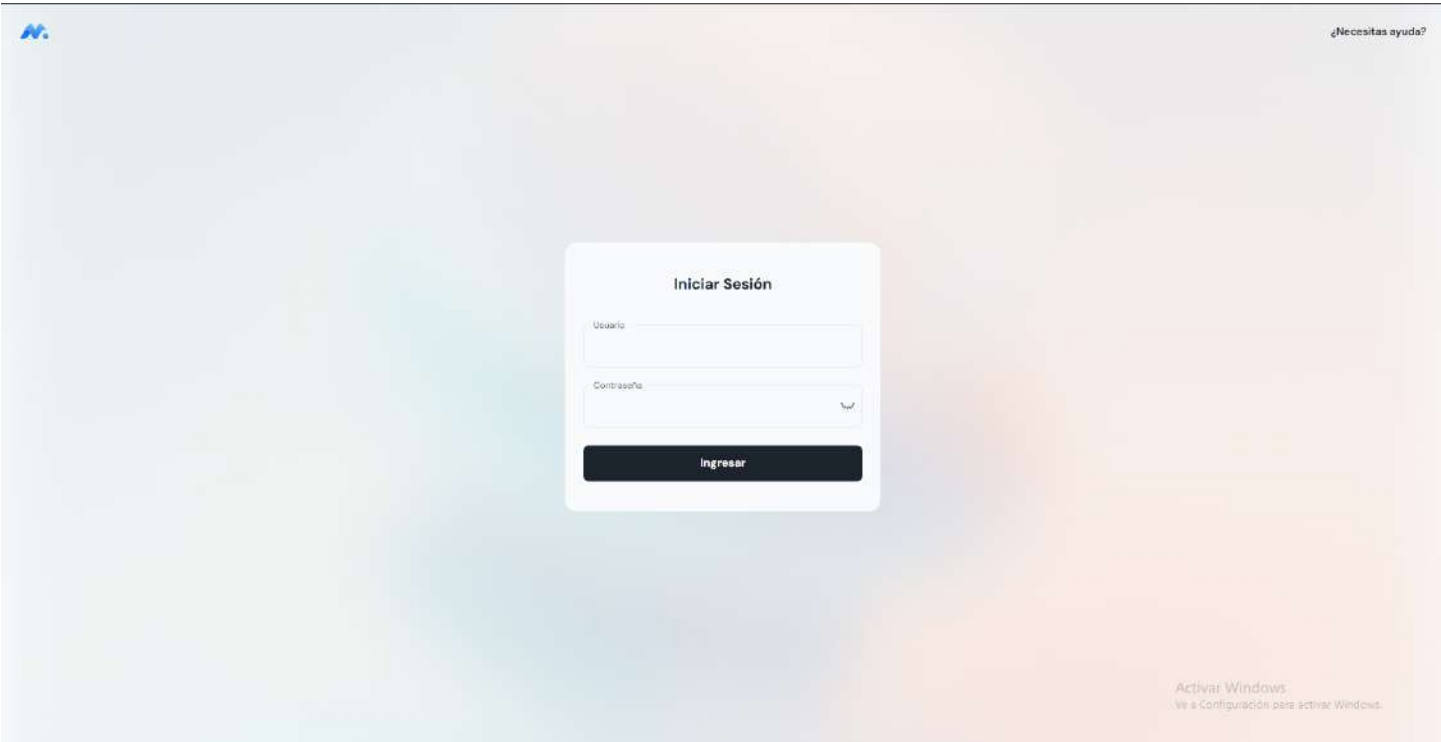 ¿Necesitas ayuda?
Iniciar Sesión
Usuario
Contraseña
Ingresar
Activar Windows
Ve a Configuración para activar Windows.